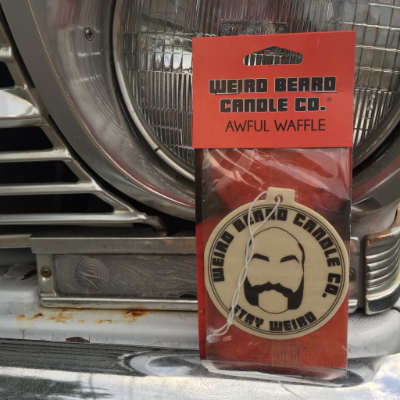 WEIRD BEARD
CANDLE CO.®
AWFUL WAFFLE
WEIRD BEARD CANDLE CO.
STAY WEIRD